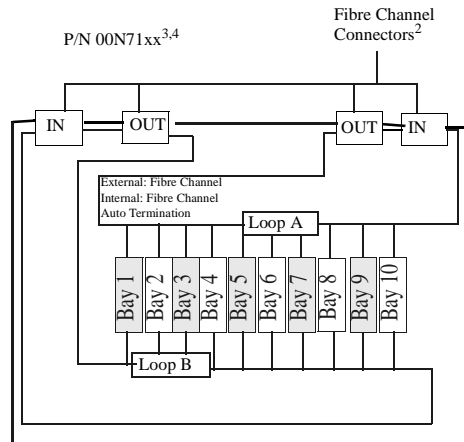 P/N 00N71xx3,4
Fibre Channel
Connectors2
IN
OUT
OUT
IN
External: Fibre Channel
Internal: Fibre Channel
Auto Termination
Loop A
Bay 1
Bay 2
Bay 3
Bay 4
Bay 5
Bay 6
Bay 7
Bay 8
Bay 9
Bay 10
Loop B